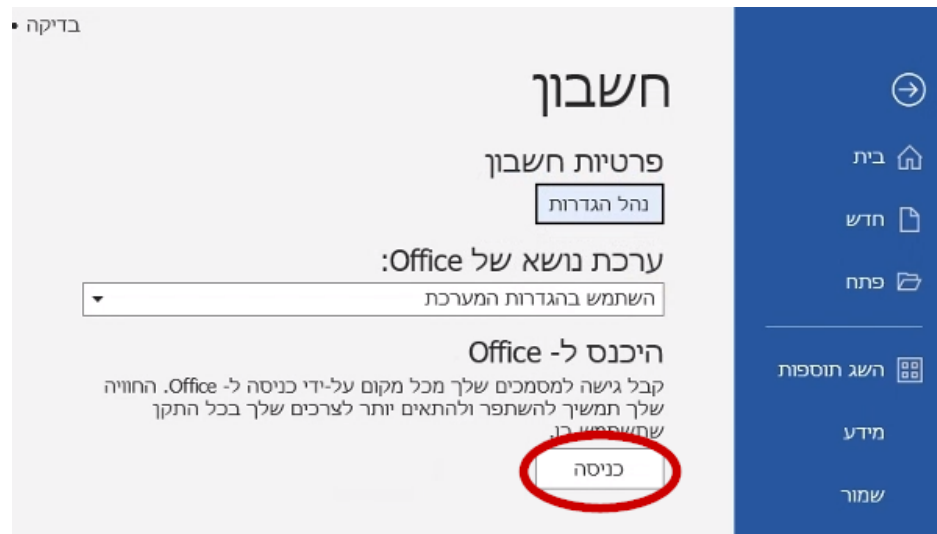 בדיקה •
חשבון
פרטיות חשבון
נהל הגדרות
ערכת נושא של Office:
השתמש בהגדרות המערכת
היכנס ל- Office
קבל גישה למסמכים שלך מכל מקום על-ידי כניסה ל- Office. החוויה
שלך תמשיך להשתפר ולהתאים יותר לצרכים שלך בכל התקן
שתשתמש בו.
כניסה
בית
חדש
פתח
השג תוספות
מידע
שמור